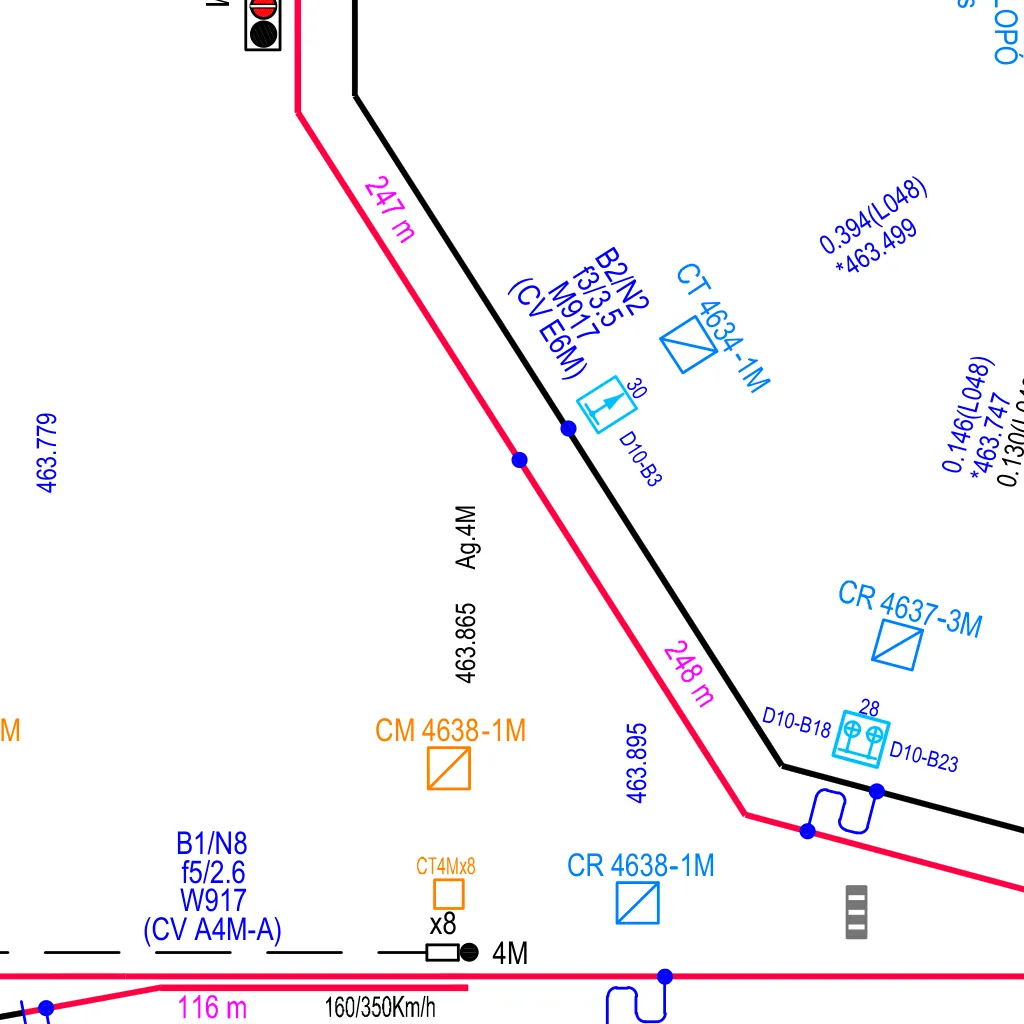 LOPÓ
247 m
0.394(L048)
*463.499
B2/N2
f3/3.5
M917
(CV E6M)
CT 4634-1M
30
D10-B3
0.146(L048)
*463.747
463.779
Ag.4M
463.865
CR 4637-3M
248 m
28
D10-B18
D10-B23
M
CM 4638-1M
463.895
B1/N8
f5/2.6
W917
(CV A4M-A)
CT4Mx8
CR 4638-1M
x8
4M
116 m
160/350Km/h